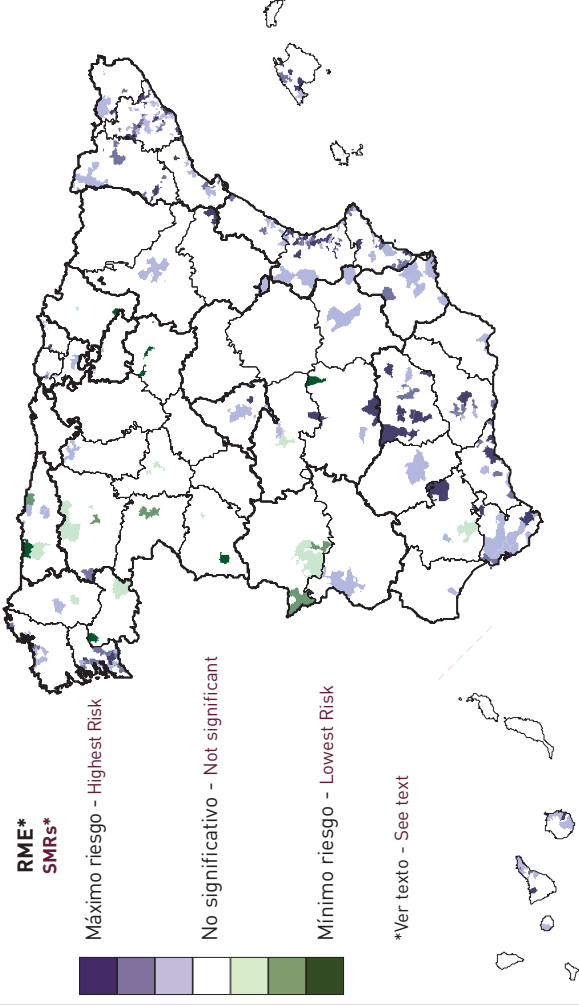 RME*
SMRs*
Máximo riesgo - Highest Risk
No significativo - Not significant
Mínimo riesgo - Lowest Risk
*Ver texto - See text